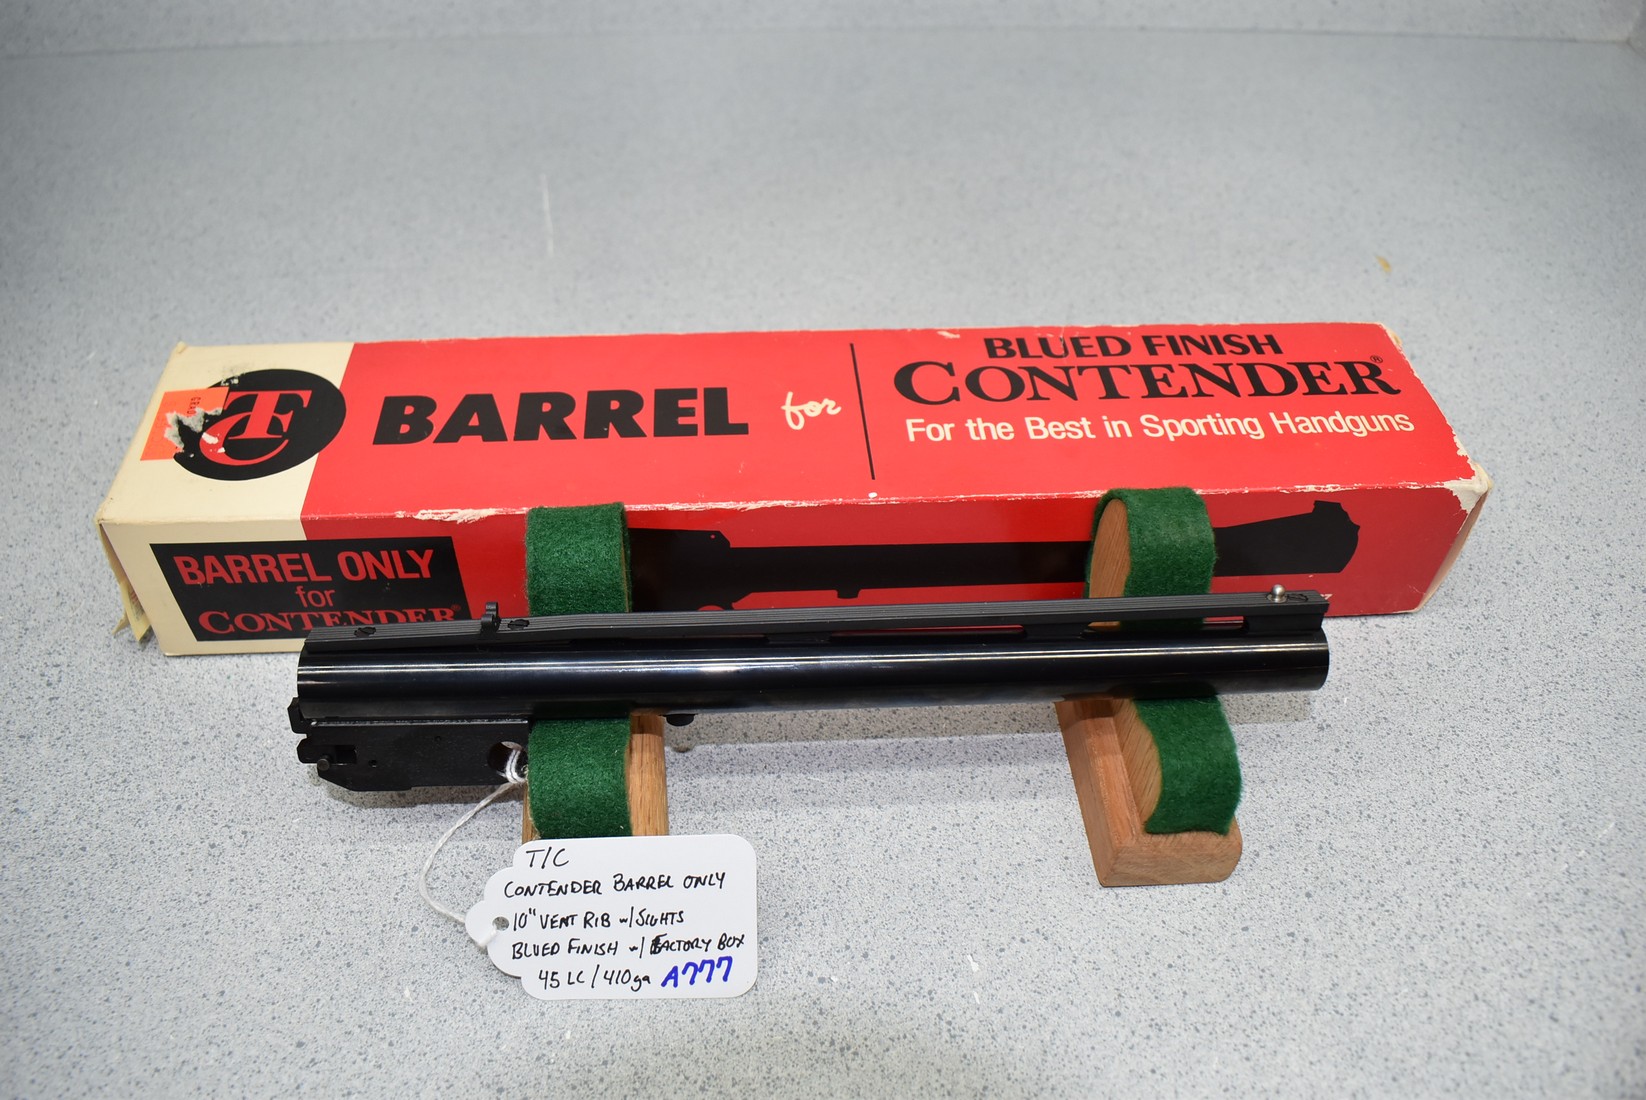 TC
BARREL for
BLUED FINISH
CONTENDER®
For the Best in Sporting Handguns
BARREL ONLY
for
CONTENDER®
T/C
CONTENDER BARREL ONLY
10" VENT RIB w/SIGHTS
BLUED FINISH w/ FACTORY BOX
45 LC/410ga A777